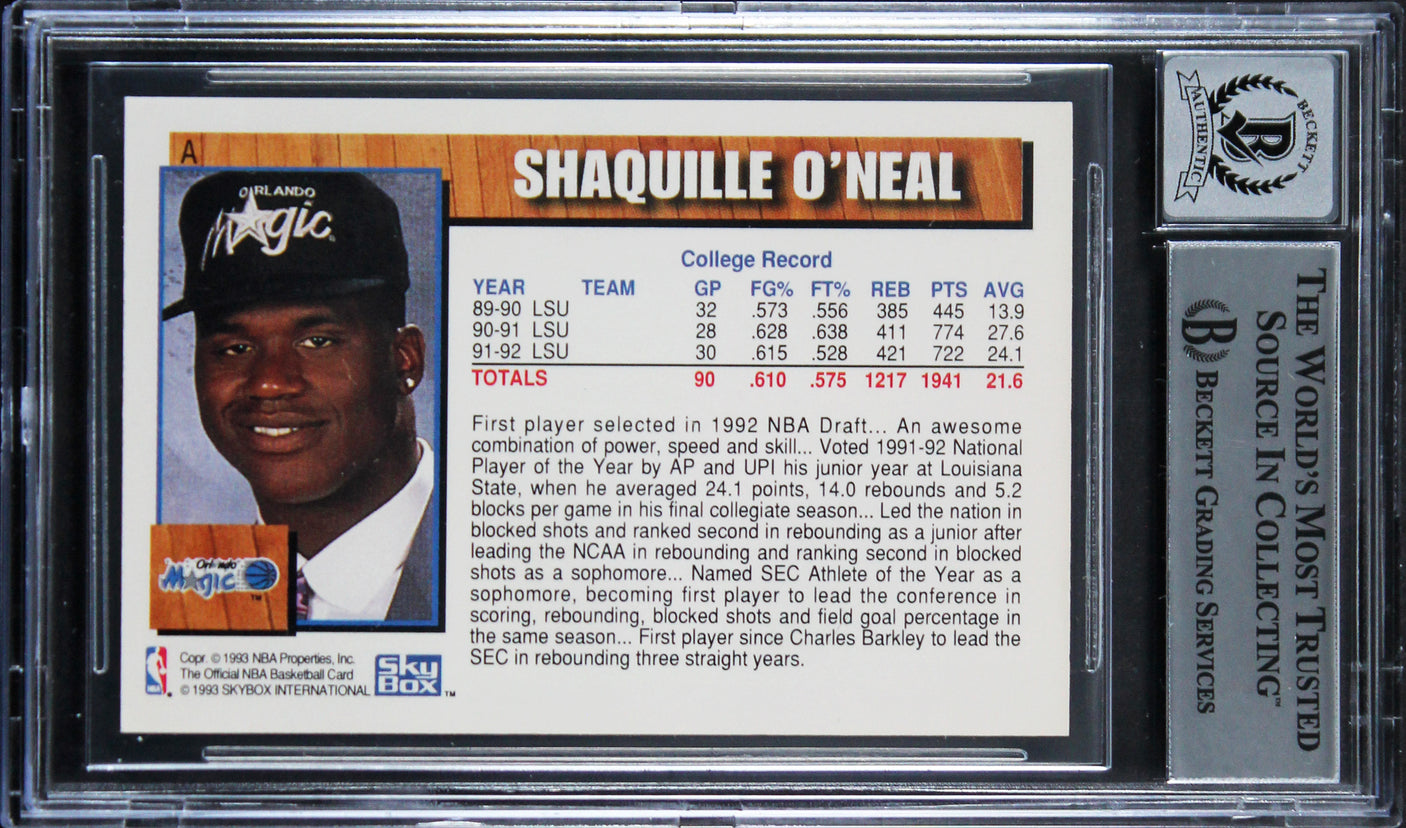 A
SHAQUILLE O'NEAL
ORLANDO
Magic
College Record
YEAR TEAM GP FG% FT% REB PTS AVG
89-90 LSU 32 .573 .556 385 445 13.9
90-91 LSU 28 .628 .638 411 774 27.6
91-92 LSU 30 .615 .528 421 722 24.1
TOTALS 90 .610 .575 1217 1941 21.6
First player selected in 1992 NBA Draft... An awesome
combination of power, speed and skill... Voted 1991-92 National
Player of the Year by AP and UPI his junior year at Louisiana
State, when he averaged 24.1 points, 14.0 rebounds and 5.2
blocks per game in his final collegiate season... Led the nation in
blocked shots and ranked second in rebounding as a junior after
leading the NCAA in rebounding and ranking second in blocked
shots as a sophomore... Named SEC Athlete of the Year as a
sophomore, becoming first player to lead the conference in
scoring, rebounding, blocked shots and field goal percentage in
the same season... First player since Charles Barkley to lead the
SEC in rebounding three straight years.
Orlando
Magic
TM
NBA
Copr. © 1993 NBA Properties, Inc.
The Official NBA Basketball Card
© 1993 SKYBOX INTERNATIONAL
SkyBox TM
BECKETT
AUTHENTIC
B
THE WORLD'S MOST TRUSTED
SOURCE IN COLLECTING™
B BECKETT GRADING SERVICES